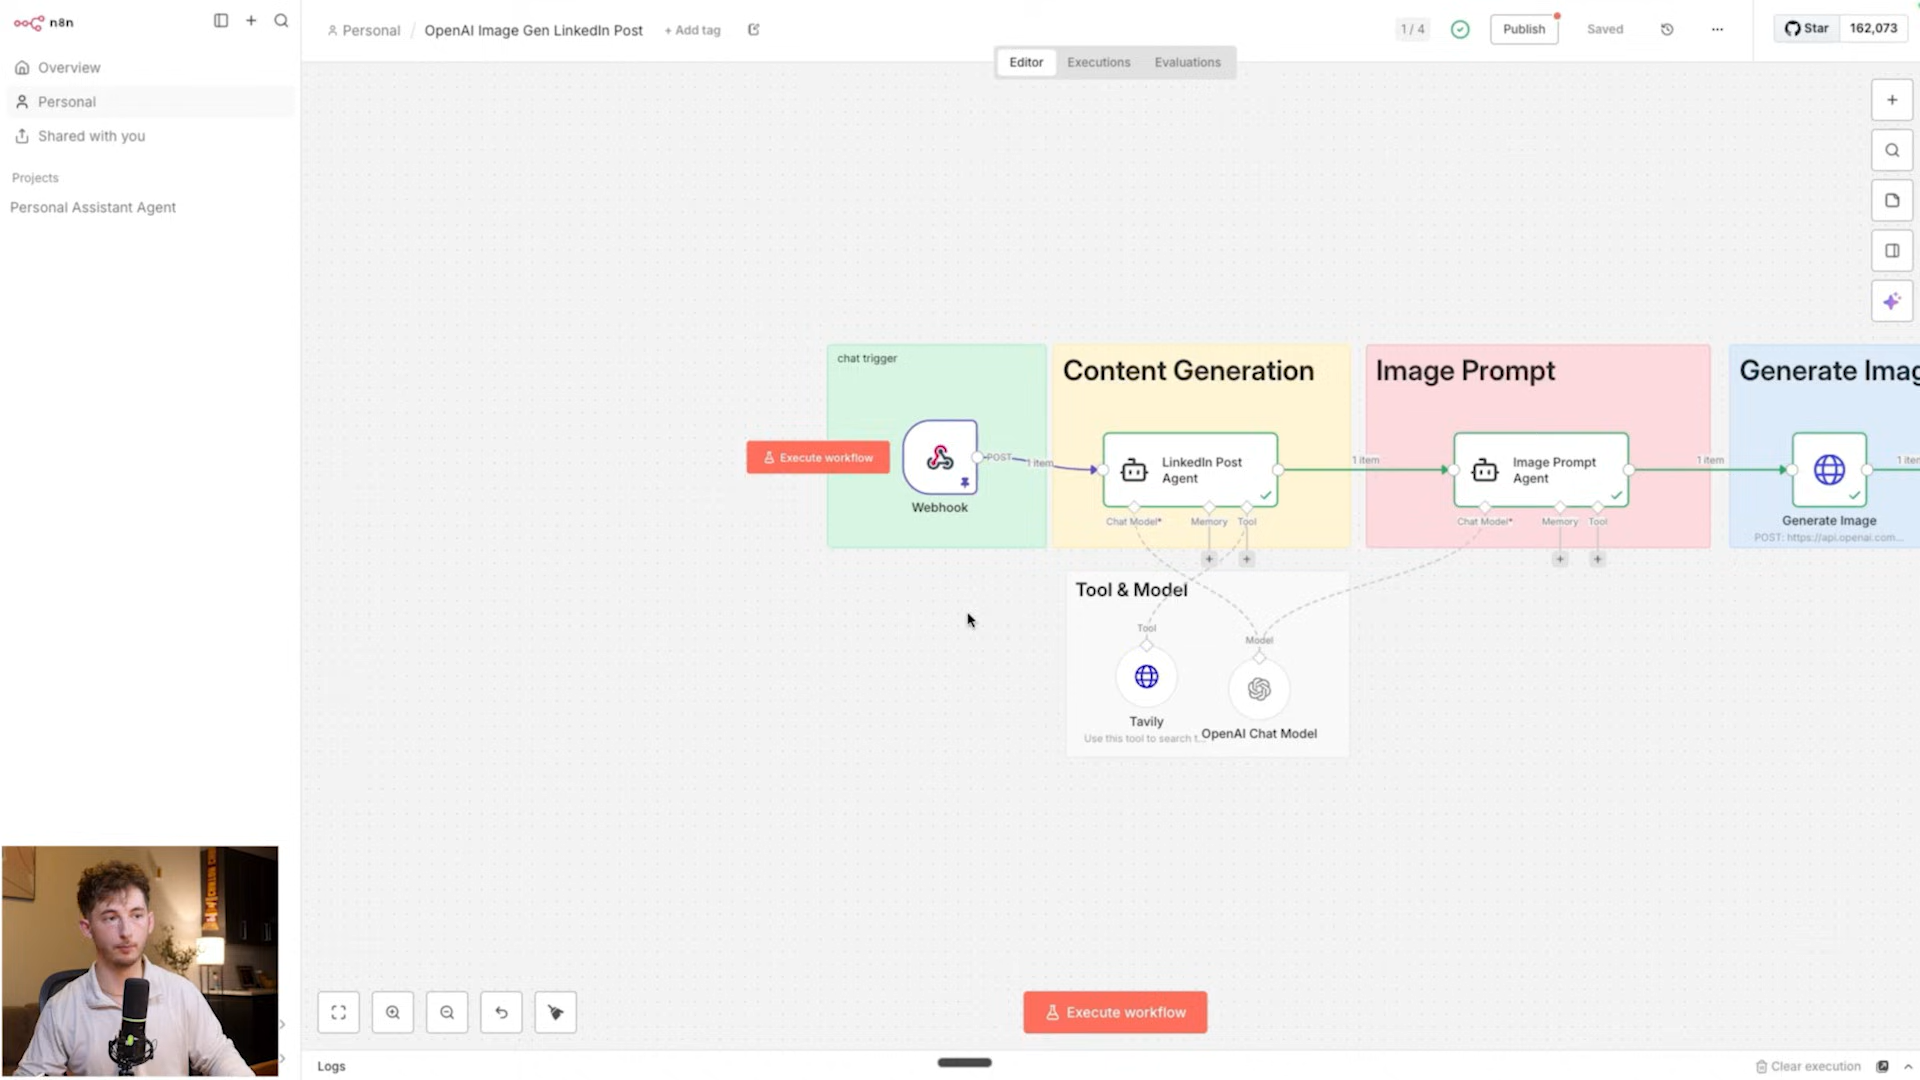 n8n
Overview
Personal
Shared with you
Projects
Personal Assistant Agent
Personal / OpenAI Image Gen LinkedIn Post + Add tag
1 / 4
Publish
Saved
Star 162,073
Editor Executions Evaluations
chat trigger
Content Generation
Image Prompt
Generate Imag
Execute workflow
POST
1 item
Webhook
LinkedIn Post
Agent
Chat Model*
Memory
Tool
1 item
Image Prompt
Agent
Chat Model*
Memory
Tool
1 item
Generate Image
POST: https://api.openai.com...
1 iter
Tool & Model
Tool
Model
Tavily
Use this tool to search t...
OpenAI Chat Model
Execute workflow
Logs
Clear execution